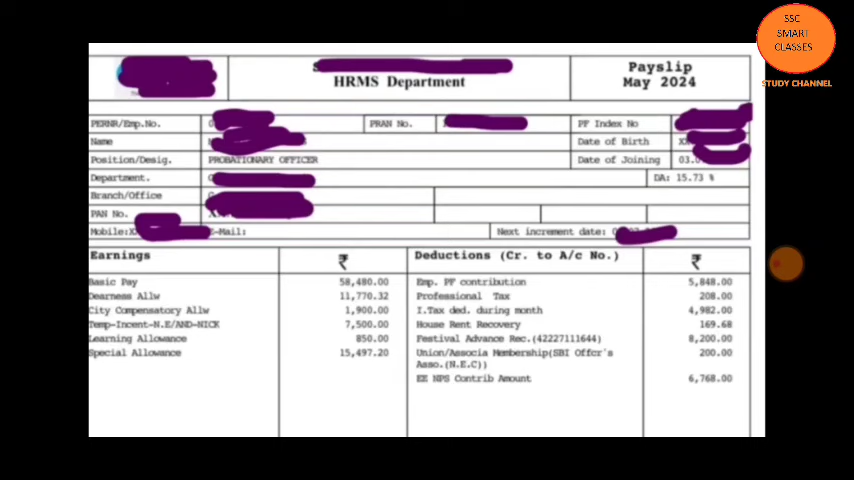 SSC
SMART
CLASSES
STUDY CHANNEL
HRMS Department
Payslip
May 2024
PERNR/Emp.No. PRAN No. PF Index No
Name Date of Birth
Position/Desig. PROBATIONARY OFFICER Date of Joining 03.
Department. DA: 15.73 %
Branch/Office
PAN No.
Mobile: E-Mail: Next increment date:
Earnings ₹ Deductions (Cr. to A/c No.) ₹
Basic Pay 58,480.00 Emp. PF contribution 5,848.00
Dearness Allw 11,770.32 Professional Tax 208.00
City Compensatory Allw 1,900.00 I.Tax ded. during month 4,982.00
Temp-Incent-N.E/AND-NICK 7,500.00 House Rent Recovery 169.68
Learning Allowance 850.00 Festival Advance Rec.(42227111644) 8,200.00
Special Allowance 15,497.20 Union/Associa Membership(SBI Offcr's 200.00
Asso.(N.E.C))
EE NPS Contrib Amount 6,768.00